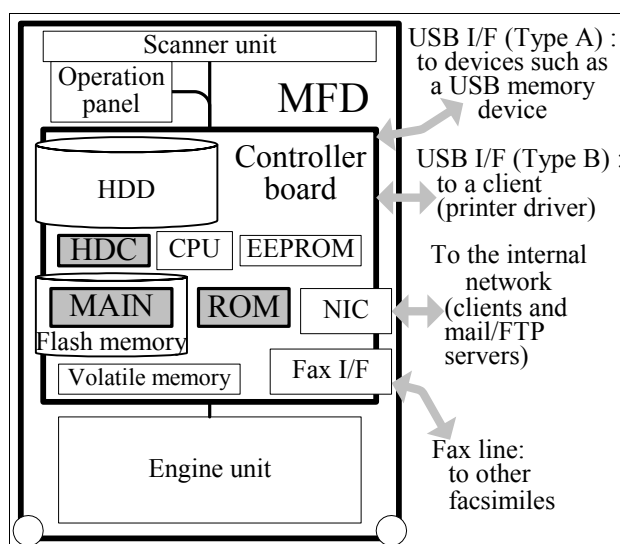 Scanner unit
Operation
panel
MFD
Controller
board
HDD
HDC
CPU
EEPROM
MAIN
Flash memory
ROM
NIC
Volatile memory
Fax I/F
Engine unit
USB I/F (Type A) :
to devices such as
a USB memory
device
USB I/F (Type B) :
to a client
(printer driver)
To the internal
network
(clients and
mail/FTP
servers)
Fax line:
to other
facsimiles